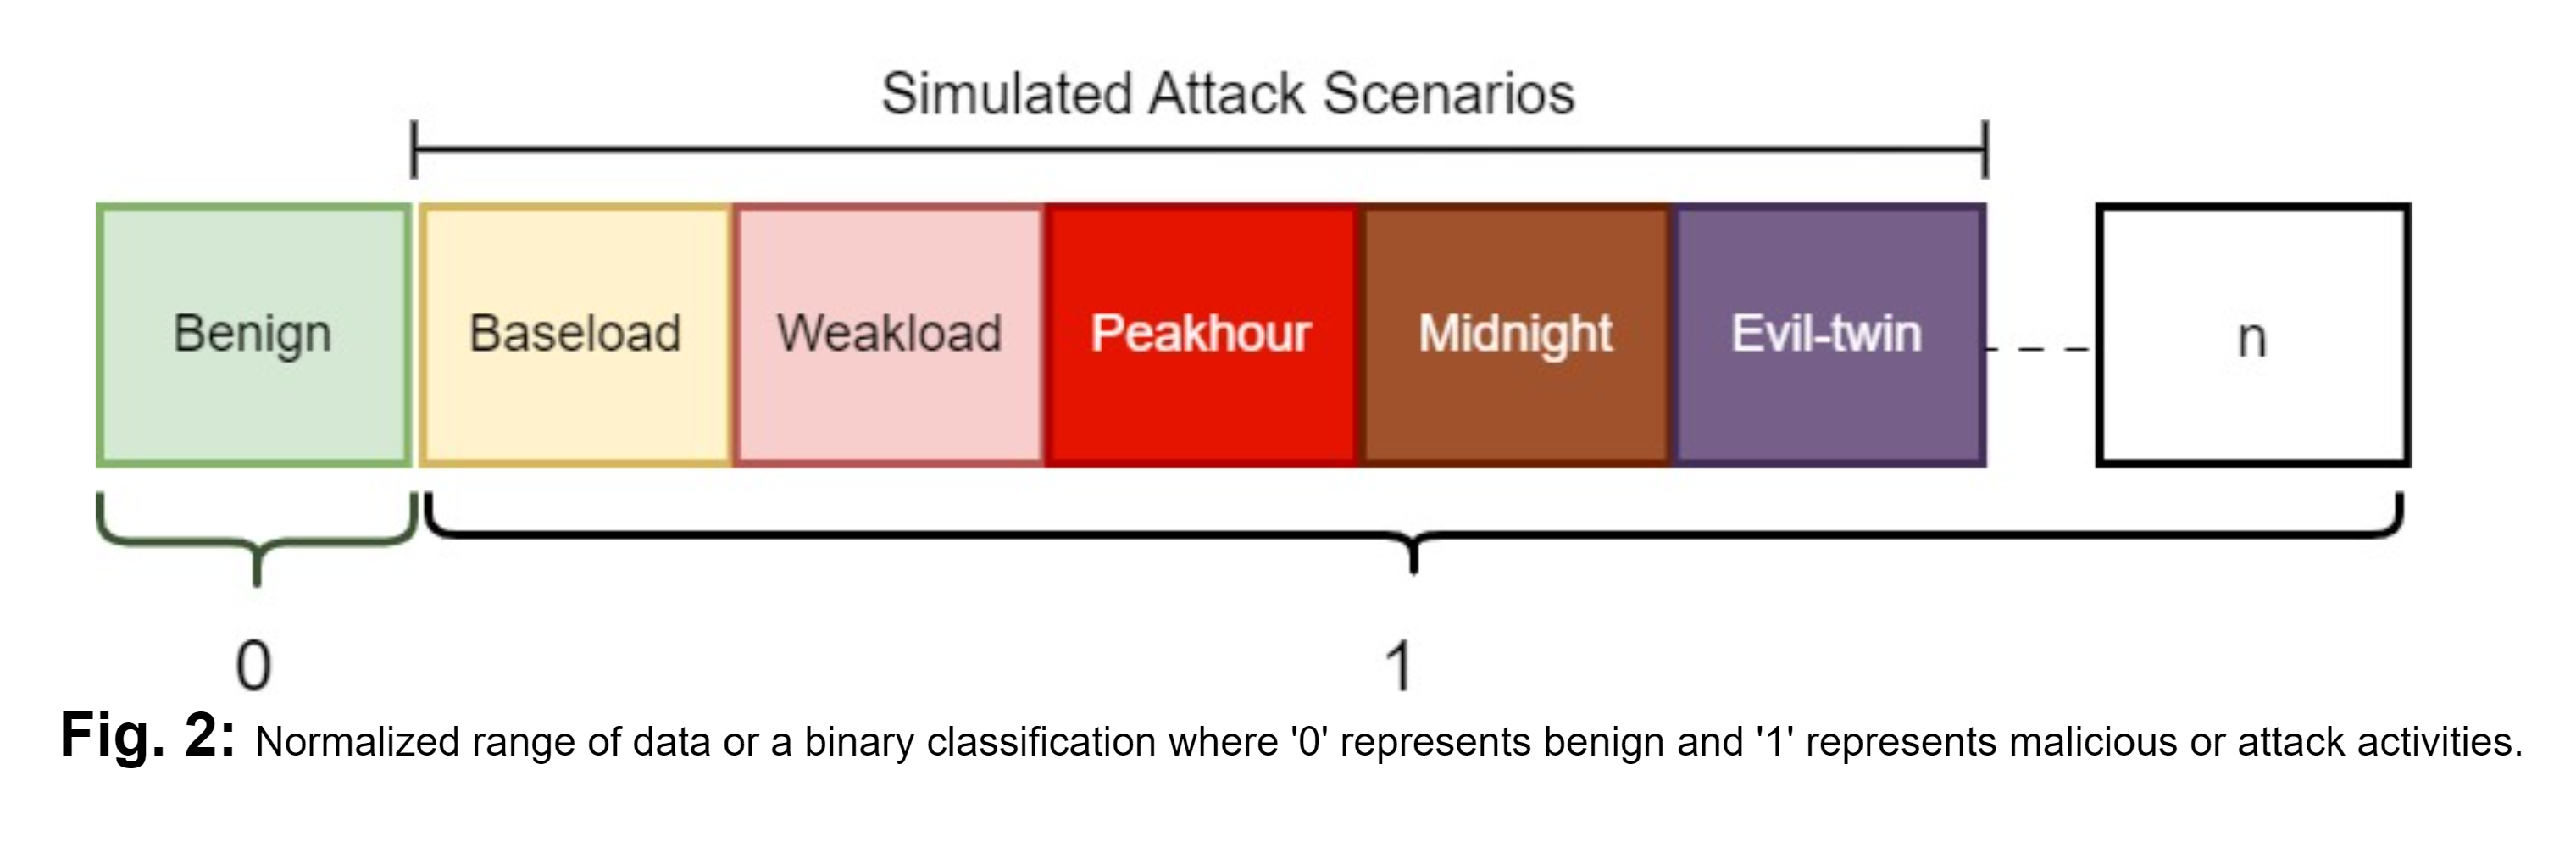 Simulated Attack Scenarios
Benign
Baseload
Weakload
Peakhour
Midnight
Evil-twin
n
0
1
Fig. 2: Normalized range of data or a binary classification where '0' represents benign and '1' represents malicious or attack activities.